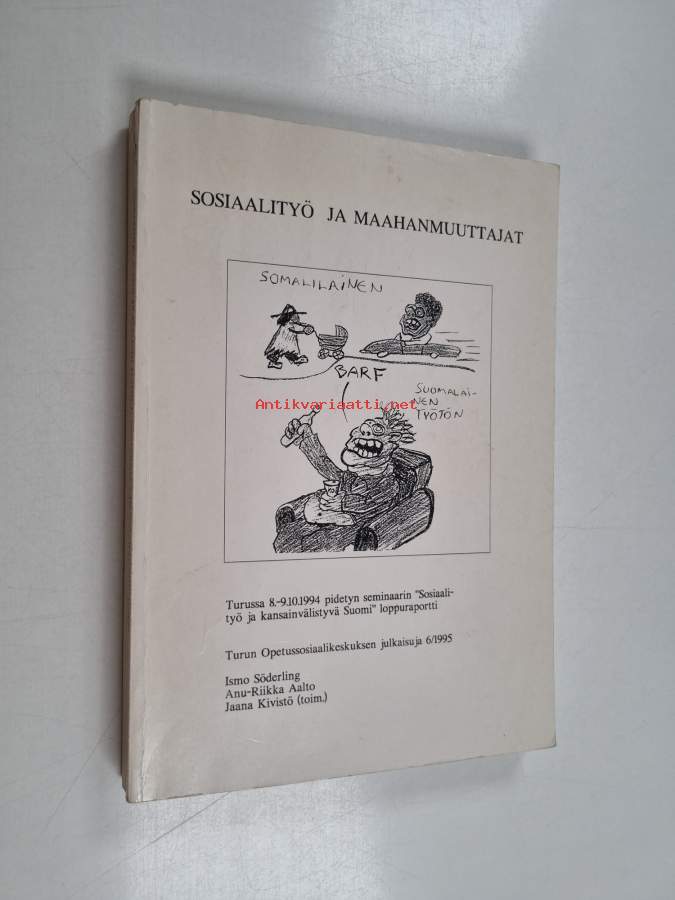 SOSIAALITYÖ JA MAAHANMUUTTAJAT
SOMALILAINEN
BARF
SUOMALAI-
NEN
TYÖTÖN
Antikvariaatti.net
Turussa 8.-9.10.1994 pidetyn seminaarin "Sosiaali-
työ ja kansainvälistyvä Suomi" loppuraportti
Turun Opetussosiaalikeskuksen julkaisuja 6/1995
Ismo Söderling
Anu-Riikka Aalto
Jaana Kivistö (toim.)